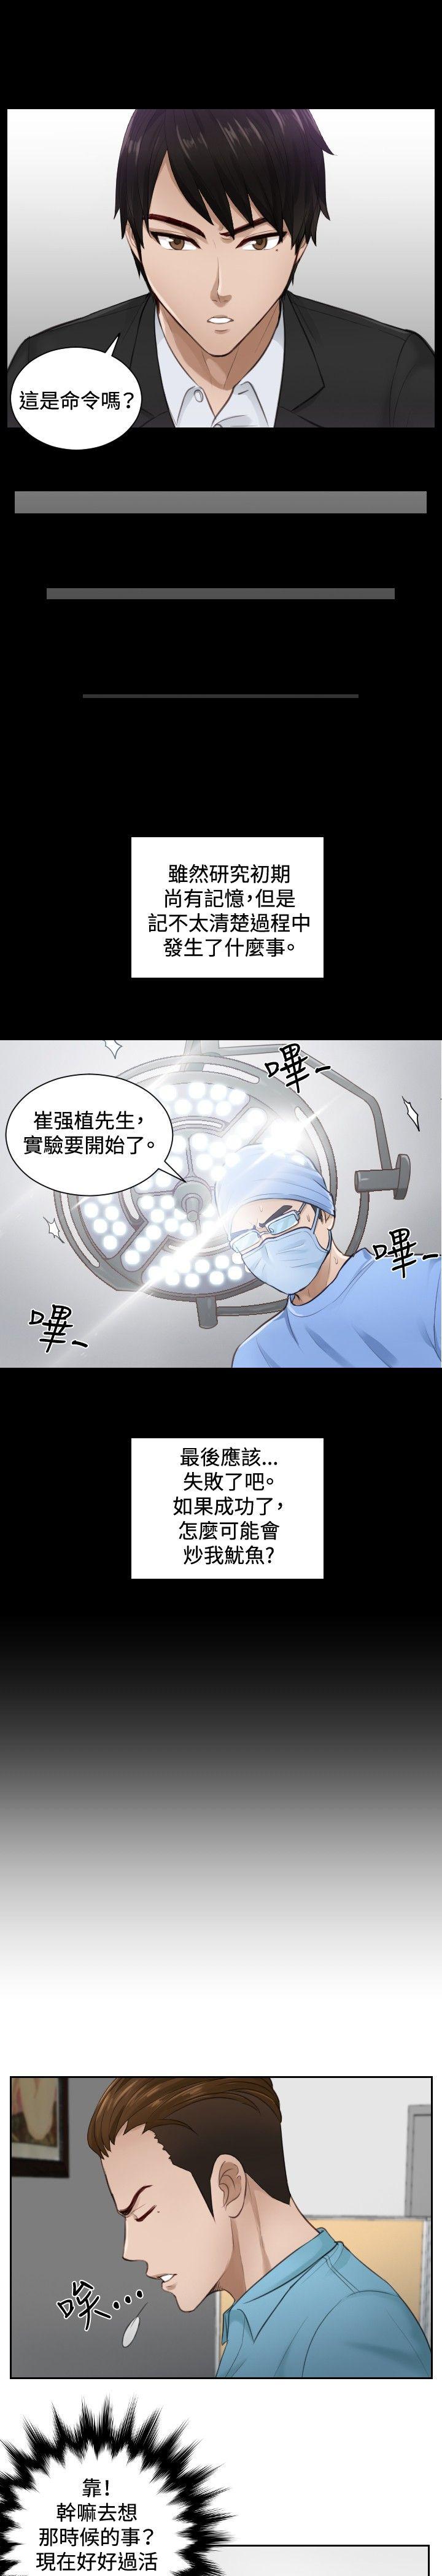 這是命令嗎？
雖然研究初期
尚有記憶，但是
記不太清楚過程中
發生了什麼事。
嗶-
崔强植先生，
實驗要開始了。
嗶-
嗶-
最後應該...
失敗了吧。
如果成功了，
怎麼可能會
炒我魷魚？
唉...
靠！
幹嘛去想
那時候的事？
現在好好過活